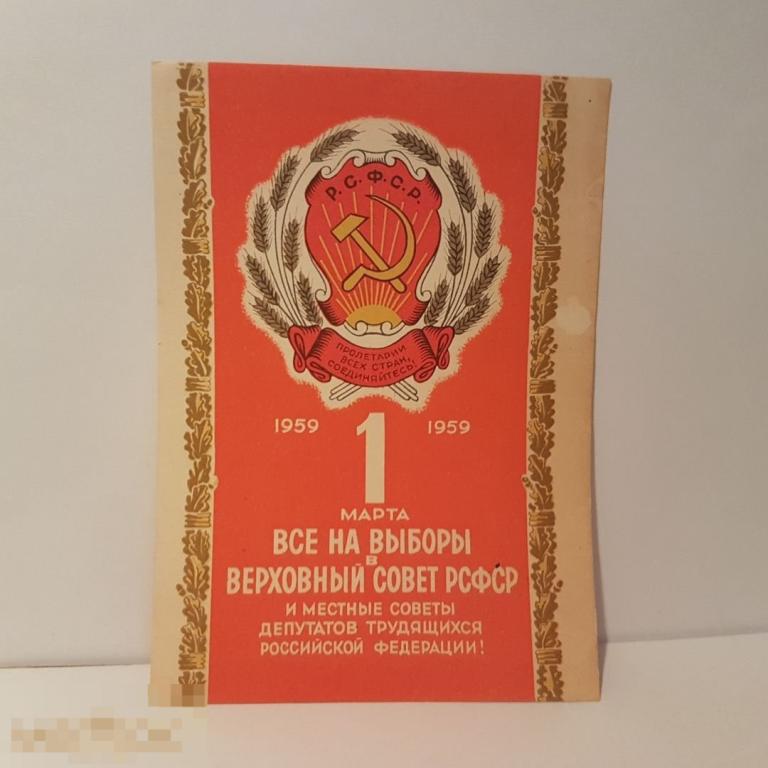 Р.С.Ф.С.Р.
ПРОЛЕТАРИИ
ВСЕХ СТРАН,
СОЕДИНЯЙТЕСЬ!
1959 1 1959
МАРТА
ВСЕ НА ВЫБОРЫ
В
ВЕРХОВНЫЙ СОВЕТ РСФСР
И МЕСТНЫЕ СОВЕТЫ
ДЕПУТАТОВ ТРУДЯЩИХСЯ
РОССИЙСКОЙ ФЕДЕРАЦИИ!